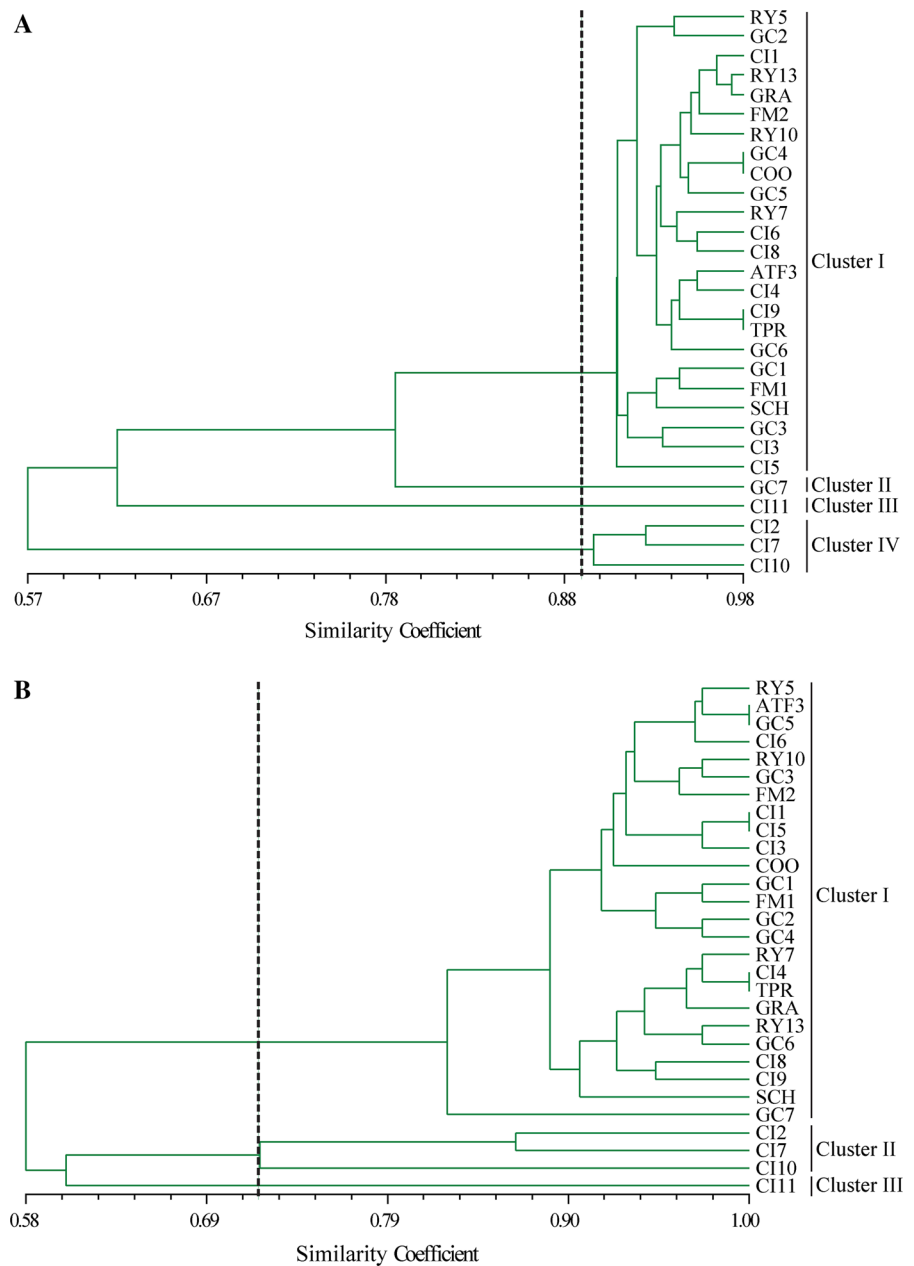 A
RY5
GC2
CI1
RY13
GRA
FM2
RY10
GC4
COO
GC5
RY7
CI6
CI8
Cluster I
ATF3
CI4
CI9
TPR
GC6
GC1
FM1
SCH
GC3
CI3
CI5
GC7 Cluster II
CI11 Cluster III
CI2
CI7 Cluster IV
CI10
0.57 0.67 0.78 0.88 0.98
Similarity Coefficient
B
RY5
ATF3
GC5
CI6
RY10
GC3
FM2
CI1
CI5
CI3
COO
GC1
Cluster I
FM1
GC2
GC4
RY7
CI4
TPR
GRA
RY13
GC6
CI8
CI9
SCH
GC7
CI2
CI7 Cluster II
CI10
CI11 Cluster III
0.58 0.69 0.79 0.90 1.00
Similarity Coefficient